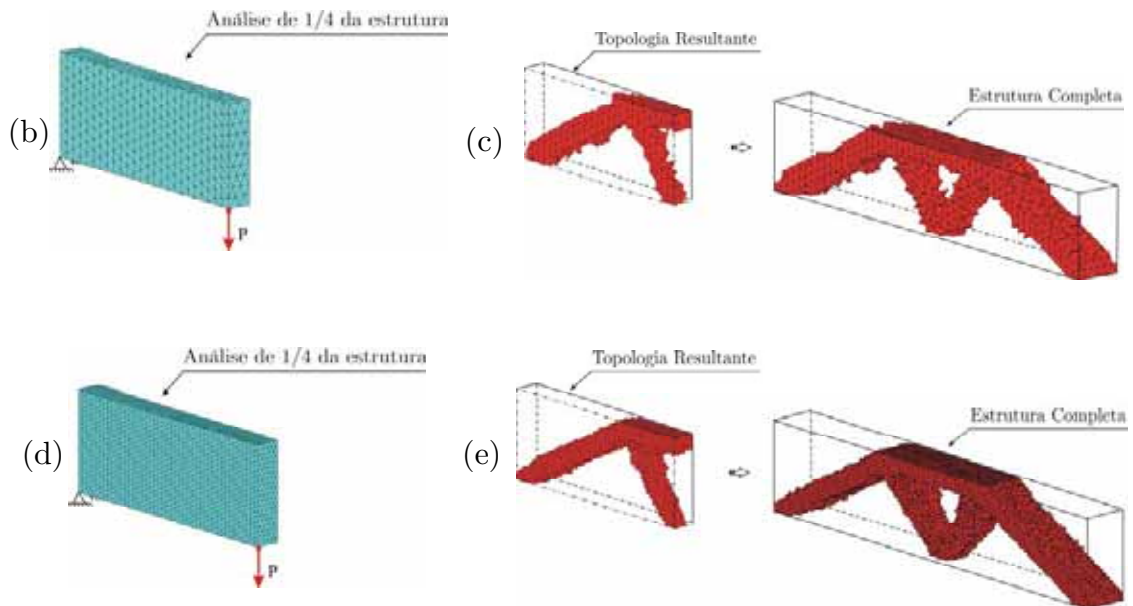 Análise de 1/4 da estrutura
(b)
P
Topologia Resultante
Estrutura Completa
(c)
Análise de 1/4 da estrutura
(d)
P
Topologia Resultante
Estrutura Completa
(e)